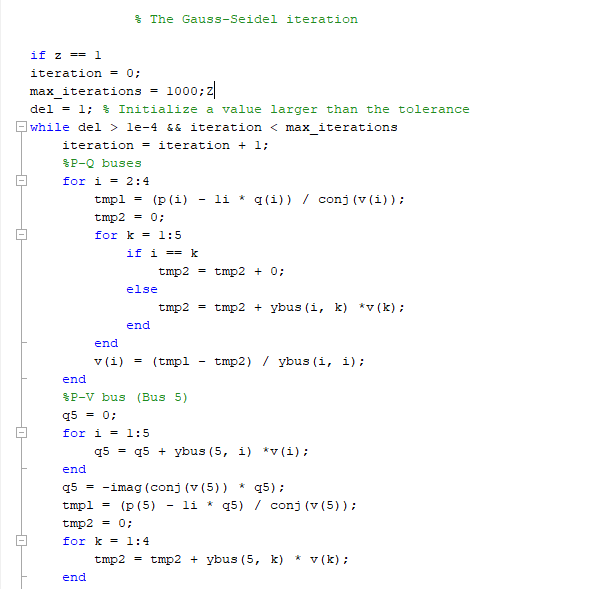 % The Gauss-Seidel iteration
if z == 1
iteration = 0;
max_iterations = 1000;Z
del = 1; % Initialize a value larger than the tolerance
while del > 1e-4 && iteration < max_iterations
iteration = iteration + 1;
%P-Q buses
for i = 2:4
tmp1 = (p(i) - 1i * q(i)) / conj(v(i));
tmp2 = 0;
for k = 1:5
if i == k
tmp2 = tmp2 + 0;
else
tmp2 = tmp2 + ybus(i, k) *v(k);
end
end
v(i) = (tmp1 - tmp2) / ybus(i, i);
end
%P-V bus (Bus 5)
q5 = 0;
for i = 1:5
q5 = q5 + ybus(5, i) *v(i);
end
q5 = -imag(conj(v(5)) * q5);
tmp1 = (p(5) - 1i * q5) / conj(v(5));
tmp2 = 0;
for k = 1:4
tmp2 = tmp2 + ybus(5, k) * v(k);
end